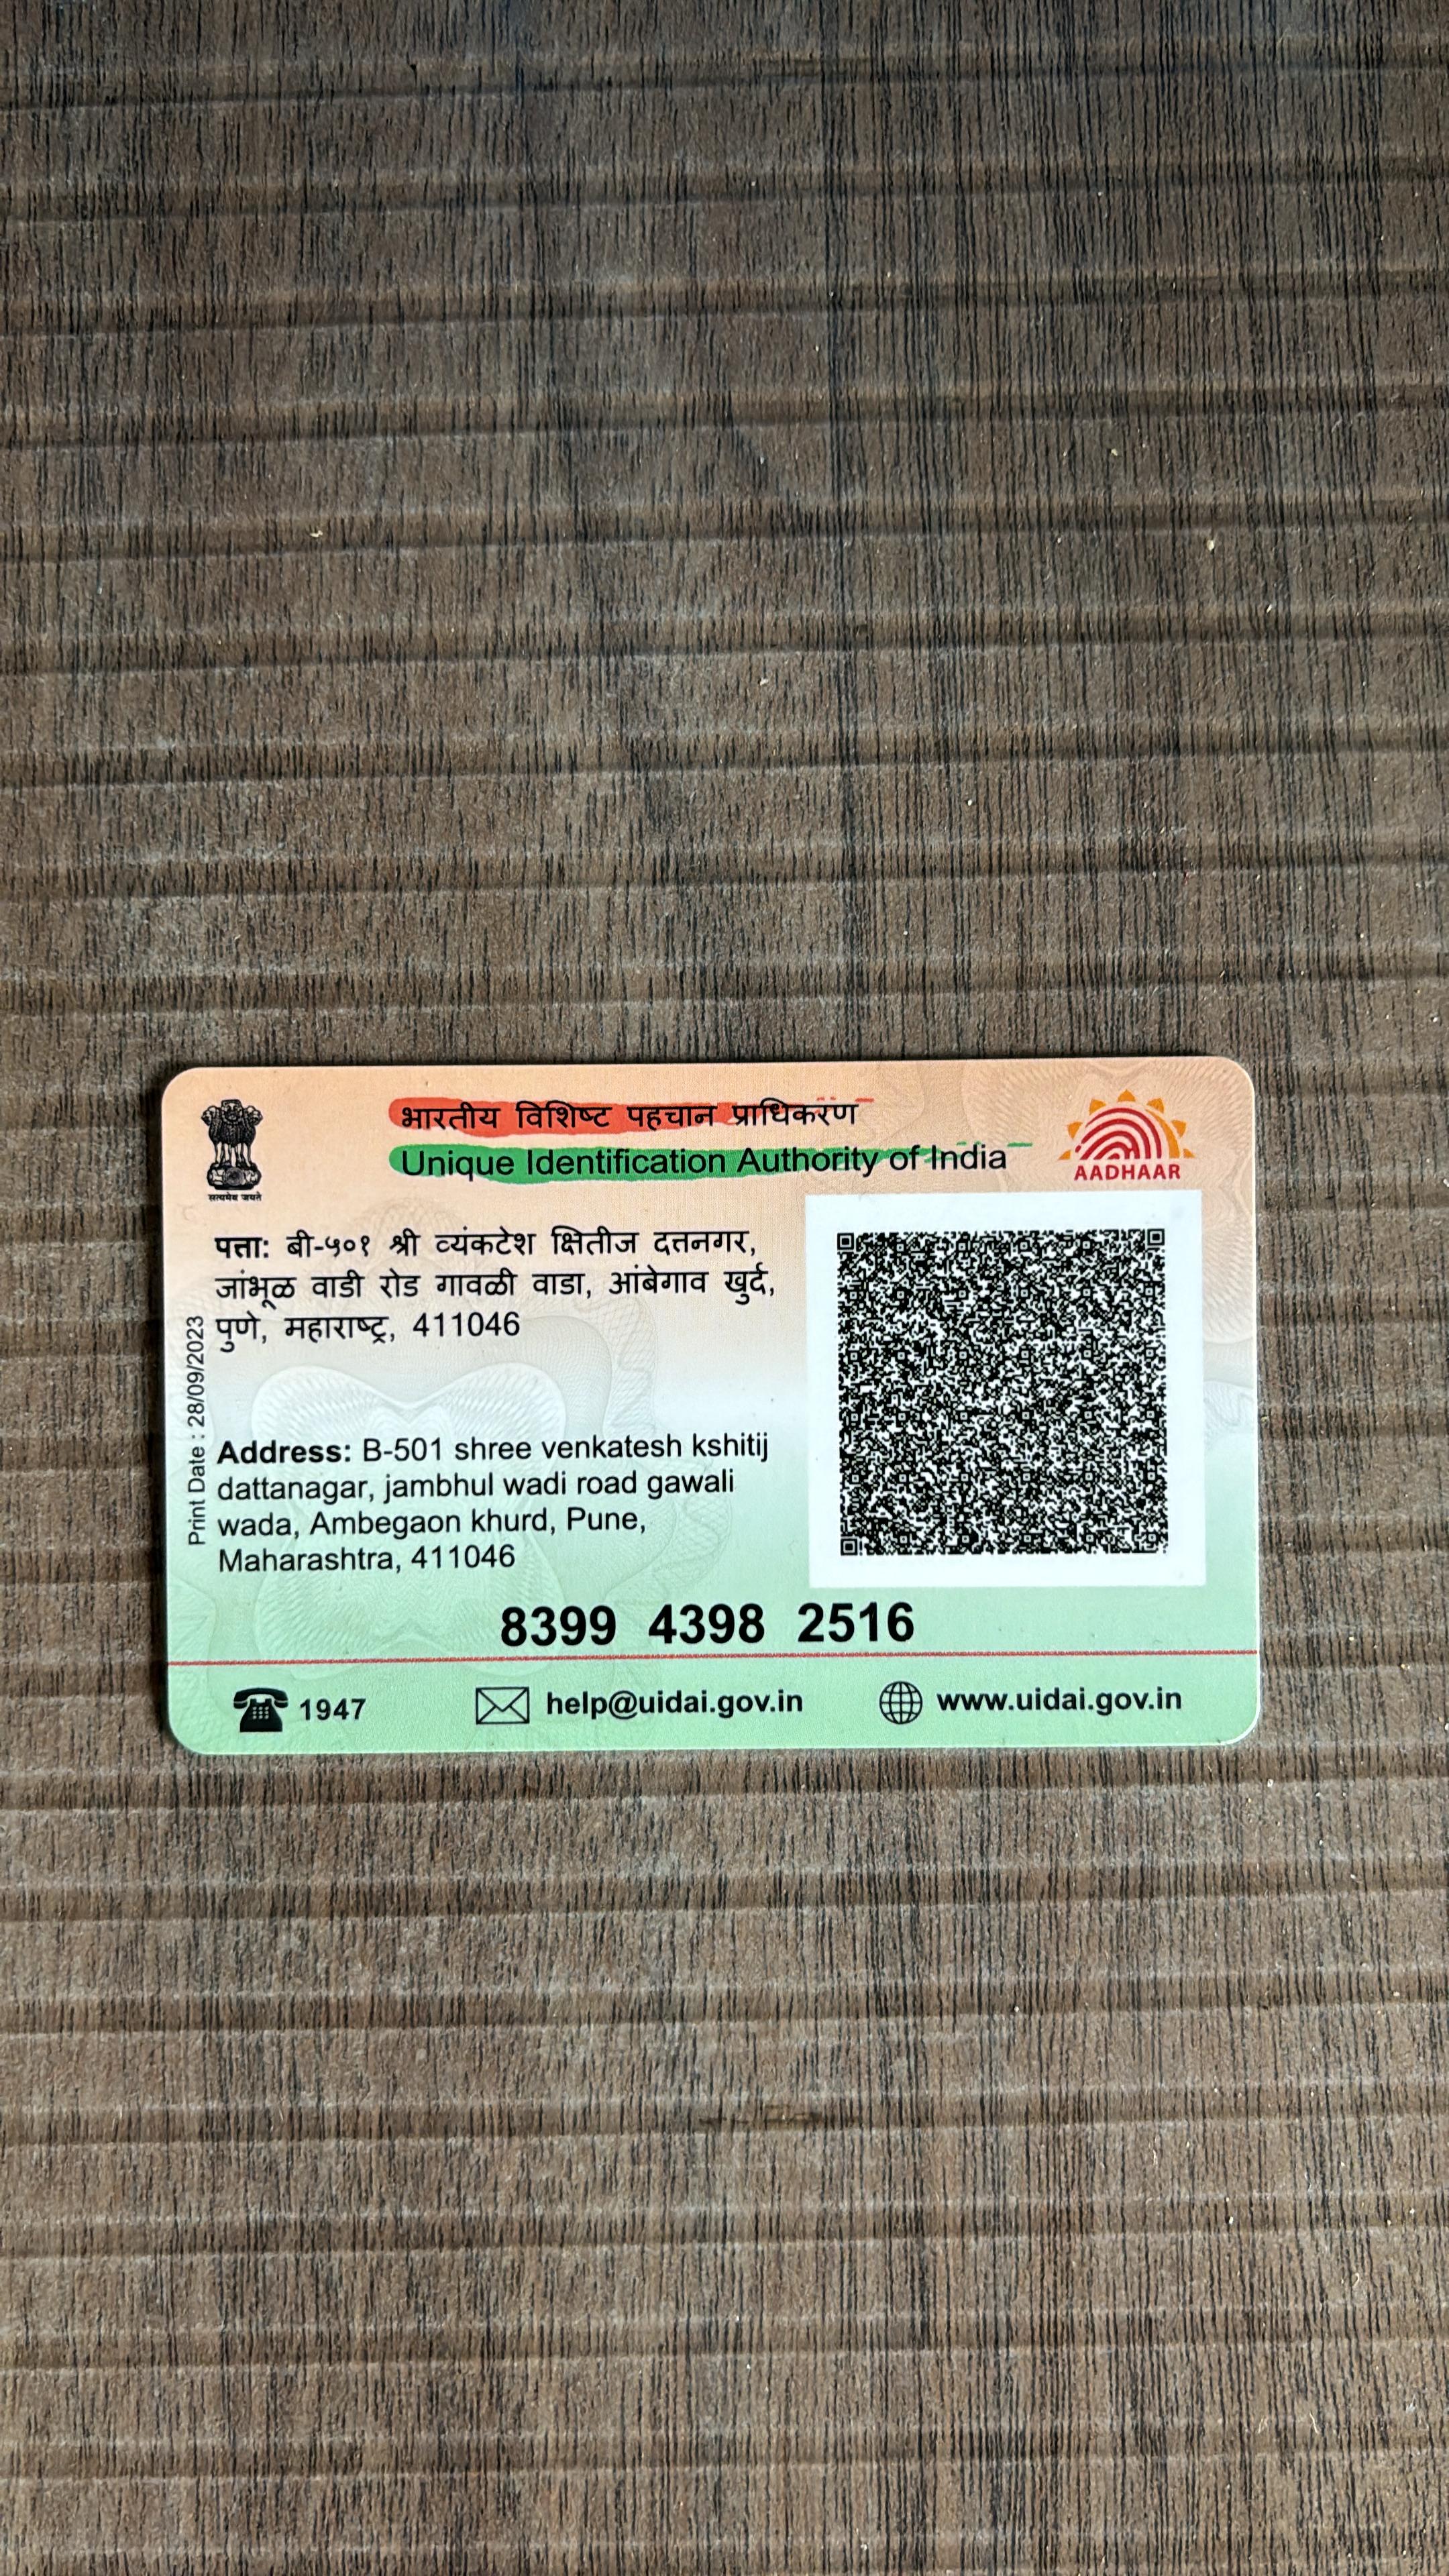 भारतीय विशिष्ट पहचान प्राधिकरण
Unique Identification Authority of India
सत्यमेव जयते
AADHAAR
पत्ता: बी-५०१ श्री व्यंकटेश क्षितीज दत्तनगर,
जांभूळ वाडी रोड गावळी वाडा, आंबेगाव खुर्द,
पुणे, महाराष्ट्र, 411046
Print Date : 28/09/2023
Address: B-501 shree venkatesh kshitij
dattanagar, jambhul wadi road gawali
wada, Ambegaon khurd, Pune,
Maharashtra, 411046
8399 4398 2516
1947
help@uidai.gov.in
www.uidai.gov.in